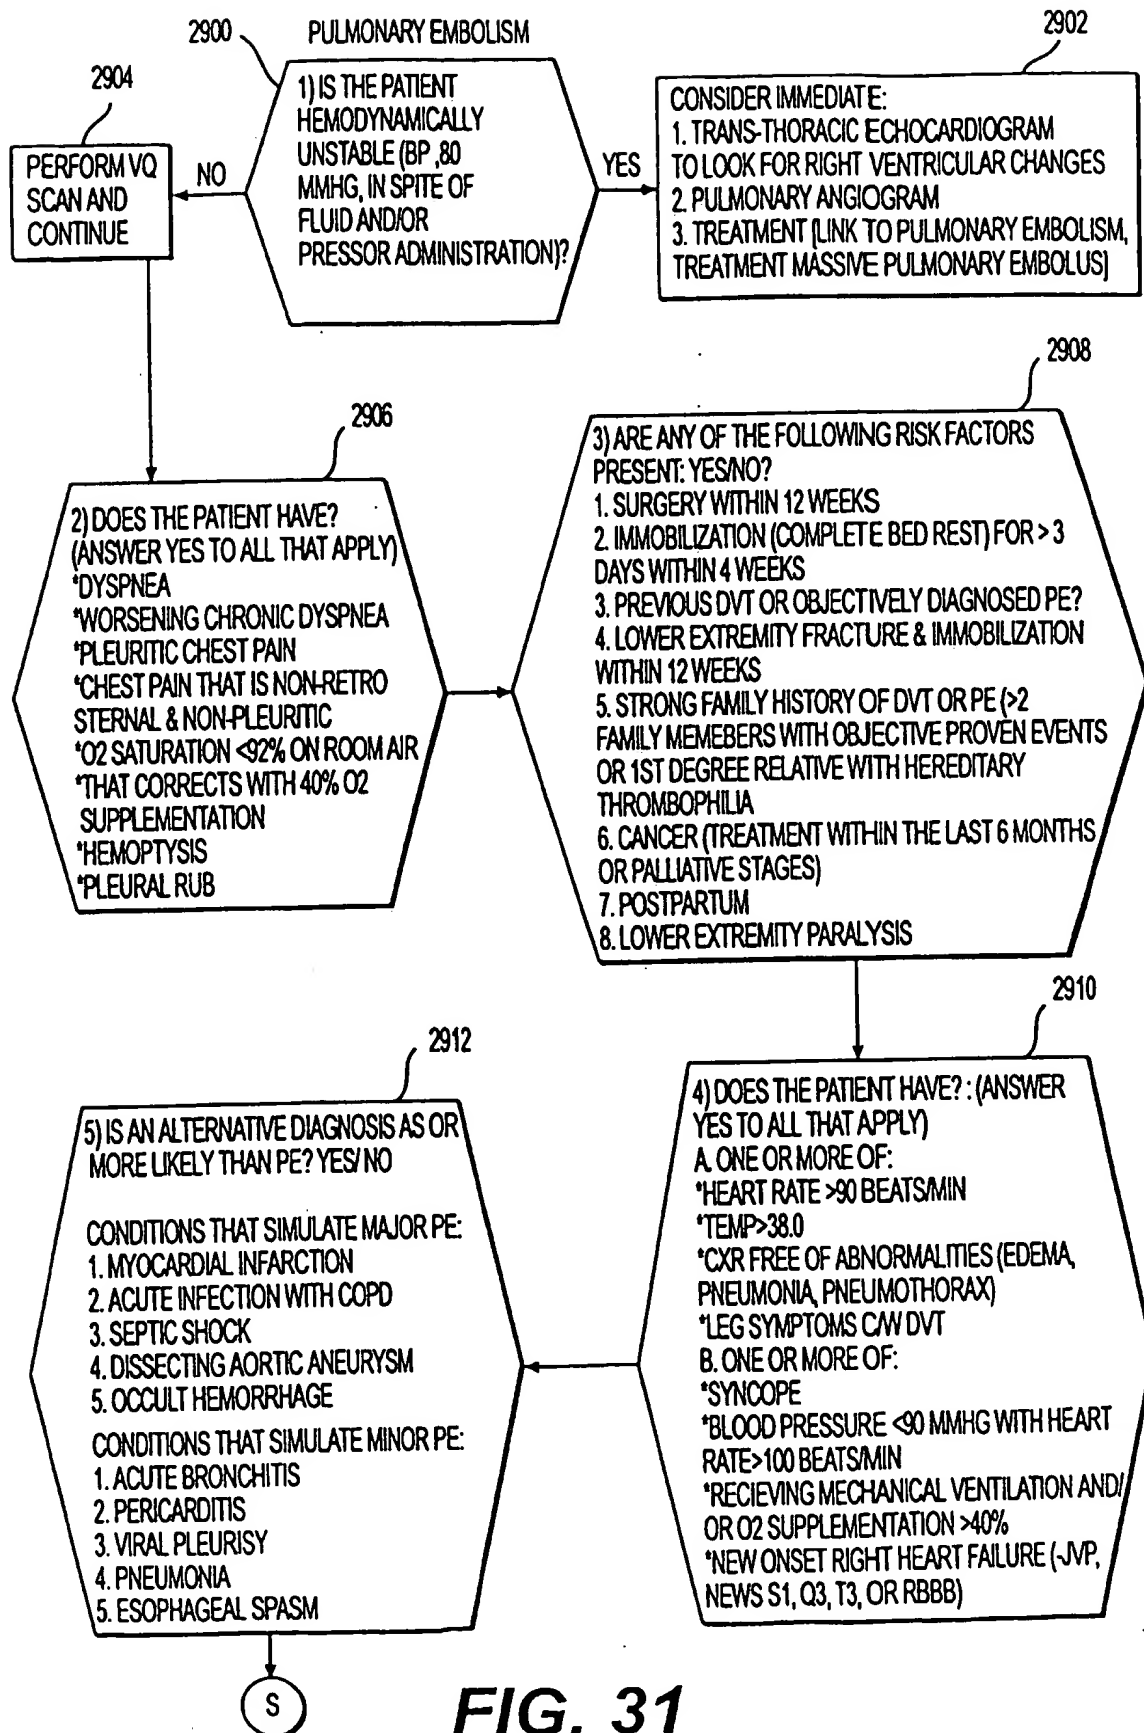 PULMONARY EMBOLISM
2900
1) IS THE PATIENT
HEMODYNAMICALLY
UNSTABLE (BP ,80
MMHG, IN SPITE OF
FLUID AND/OR
PRESSOR ADMINISTRATION)?
YES
NO
2902
CONSIDER IMMEDIATE:
1. TRANS-THORACIC ECHOCARDIOGRAM
TO LOOK FOR RIGHT VENTRICULAR CHANGES
2. PULMONARY ANGIOGRAM
3. TREATMENT [LINK TO PULMONARY EMBOLISM,
TREATMENT MASSIVE PULMONARY EMBOLUS]
2904
PERFORM VQ
SCAN AND
CONTINUE
2906
2) DOES THE PATIENT HAVE?
(ANSWER YES TO ALL THAT APPLY)
*DYSPNEA
*WORSENING CHRONIC DYSPNEA
*PLEURITIC CHEST PAIN
*CHEST PAIN THAT IS NON-RETRO
STERNAL & NON-PLEURITIC
*O2 SATURATION <92% ON ROOM AIR
*THAT CORRECTS WITH 40% O2
SUPPLEMENTATION
*HEMOPTYSIS
*PLEURAL RUB
2908
3) ARE ANY OF THE FOLLOWING RISK FACTORS
PRESENT: YES/NO?
1. SURGERY WITHIN 12 WEEKS
2. IMMOBILIZATION (COMPLETE BED REST) FOR > 3
DAYS WITHIN 4 WEEKS
3. PREVIOUS DVT OR OBJECTIVELY DIAGNOSED PE?
4. LOWER EXTREMITY FRACTURE & IMMOBILIZATION
WITHIN 12 WEEKS
5. STRONG FAMILY HISTORY OF DVT OR PE (>2
FAMILY MEMEBERS WITH OBJECTIVE PROVEN EVENTS
OR 1ST DEGREE RELATIVE WITH HEREDITARY
THROMBOPHILIA
6. CANCER (TREATMENT WITHIN THE LAST 6 MONTHS
OR PALLIATIVE STAGES)
7. POSTPARTUM
8. LOWER EXTREMITY PARALYSIS
2910
4) DOES THE PATIENT HAVE? : (ANSWER
YES TO ALL THAT APPLY)
A. ONE OR MORE OF:
*HEART RATE >90 BEATS/MIN
*TEMP>38.0
*CXR FREE OF ABNORMALITIES (EDEMA,
PNEUMONIA, PNEUMOTHORAX)
*LEG SYMPTOMS C/W DVT
B. ONE OR MORE OF:
*SYNCOPE
*BLOOD PRESSURE <90 MMHG WITH HEART
RATE>100 BEATS/MIN
*RECIEVING MECHANICAL VENTILATION AND/
OR O2 SUPPLEMENTATION >40%
*NEW ONSET RIGHT HEART FAILURE (-JVP,
NEWS S1, Q3, T3, OR RBBB)
2912
5) IS AN ALTERNATIVE DIAGNOSIS AS OR
MORE LIKELY THAN PE? YES/ NO
CONDITIONS THAT SIMULATE MAJOR PE:
1. MYOCARDIAL INFARCTION
2. ACUTE INFECTION WITH COPD
3. SEPTIC SHOCK
4. DISSECTING AORTIC ANEURYSM
5. OCCULT HEMORRHAGE
CONDITIONS THAT SIMULATE MINOR PE:
1. ACUTE BRONCHITIS
2. PERICARDITIS
3. VIRAL PLEURISY
4. PNEUMONIA
5. ESOPHAGEAL SPASM
S
FIG. 31